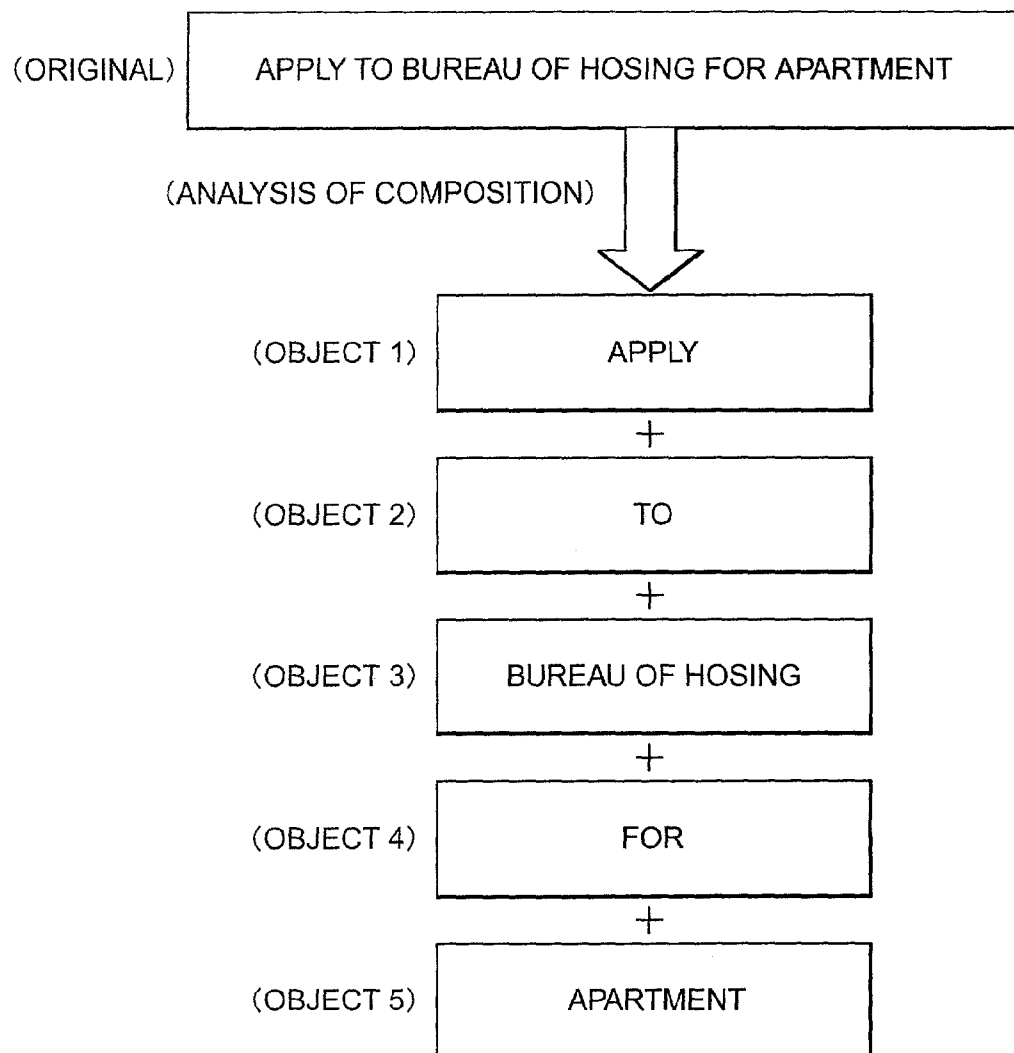 (ORIGINAL) APPLY TO BUREAU OF HOSING FOR APARTMENT
(ANALYSIS OF COMPOSITION)
(OBJECT 1) APPLY
+
(OBJECT 2) TO
+
(OBJECT 3) BUREAU OF HOSING
+
(OBJECT 4) FOR
+
(OBJECT 5) APARTMENT